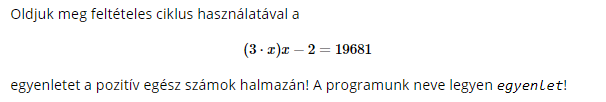 Oldjuk meg feltételes ciklus használatával a
(3 · x)x − 2 = 19681
egyenletet a pozitív egész számok halmazán! A programunk neve legyen egyenlet!